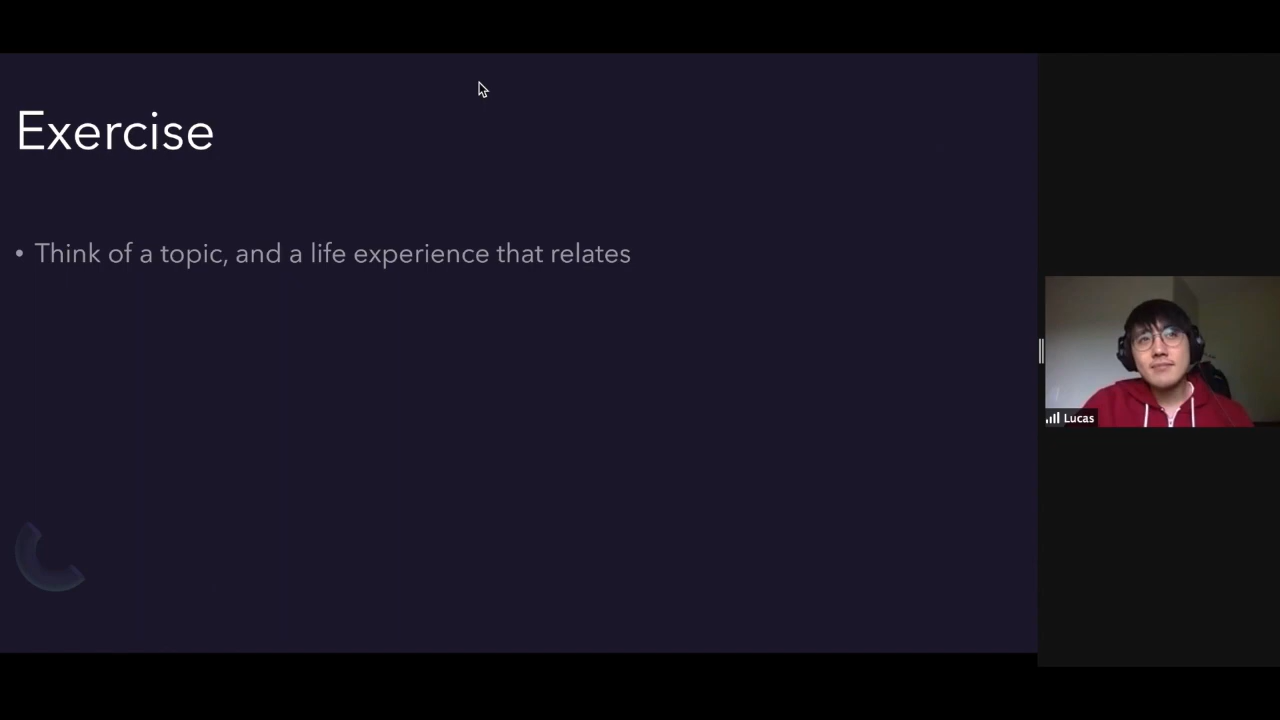 Exercise
• Think of a topic, and a life experience that relates
Lucas